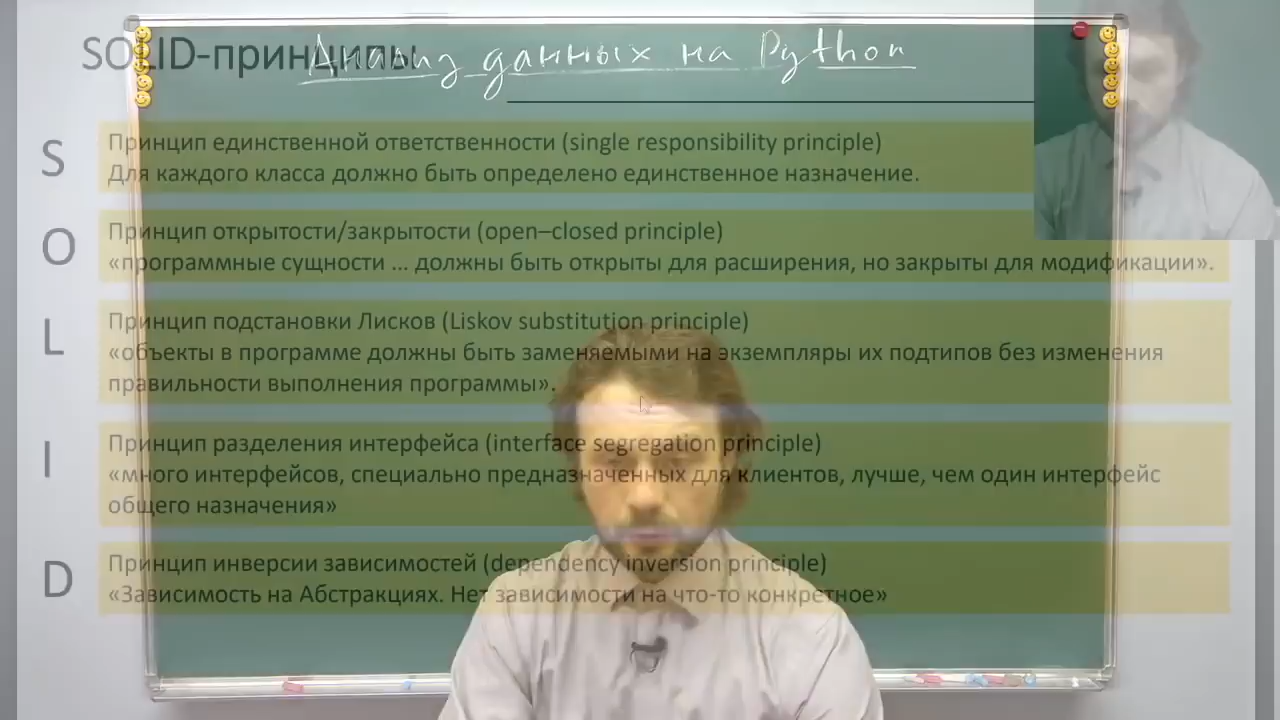 SOLID-принципы
Анализ данных на Python
S
Принцип единственной ответственности (single responsibility principle)
Для каждого класса должно быть определено единственное назначение.
O
Принцип открытости/закрытости (open–closed principle)
«программные сущности ... должны быть открыты для расширения, но закрыты для модификации».
L
Принцип подстановки Лисков (Liskov substitution principle)
«объекты в программе должны быть заменяемыми на экземпляры их подтипов без изменения
правильности выполнения программы».
I
Принцип разделения интерфейса (interface segregation principle)
«много интерфейсов, специально предназначенных для клиентов, лучше, чем один интерфейс
общего назначения»
D
Принцип инверсии зависимостей (dependency inversion principle)
«Зависимость на Абстракциях. Нет зависимости на что-то конкретное»